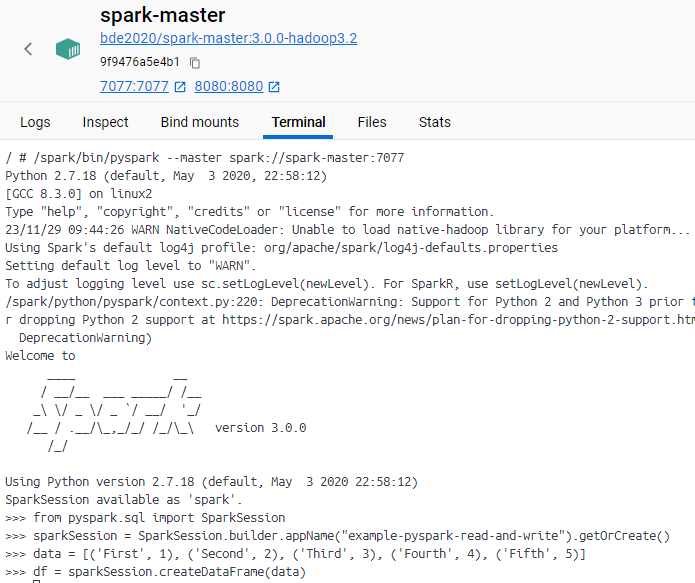 spark-master
bde2020/spark-master:3.0.0-hadoop3.2
9f9476a5e4b1
7077:7077 8080:8080
Logs Inspect Bind mounts Terminal Files Stats
/ # /spark/bin/pyspark --master spark://spark-master:7077
Python 2.7.18 (default, May  3 2020, 22:58:12)
[GCC 8.3.0] on linux2
Type "help", "copyright", "credits" or "license" for more information.
23/11/29 09:44:26 WARN NativeCodeLoader: Unable to load native-hadoop library for your platform...
Using Spark's default log4j profile: org/apache/spark/log4j-defaults.properties
Setting default log level to "WARN".
To adjust logging level use sc.setLogLevel(newLevel). For SparkR, use setLogLevel(newLevel).
/spark/python/pyspark/context.py:220: DeprecationWarning: Support for Python 2 and Python 3 prior t
r dropping Python 2 support at https://spark.apache.org/news/plan-for-dropping-python-2-support.htm
  DeprecationWarning)
Welcome to
      ____              __
     / __/__  ___ _____/ /__
    _\ \/ _ \/ _ `/ __/  '_/
   /__ / .__/\_,_/_/ /_/\_\   version 3.0.0
      /_/
Using Python version 2.7.18 (default, May  3 2020 22:58:12)
SparkSession available as 'spark'.
>>> from pyspark.sql import SparkSession
>>> sparkSession = SparkSession.builder.appName("example-pyspark-read-and-write").getOrCreate()
>>> data = [('First', 1), ('Second', 2), ('Third', 3), ('Fourth', 4), ('Fifth', 5)]
>>> df = sparkSession.createDataFrame(data)